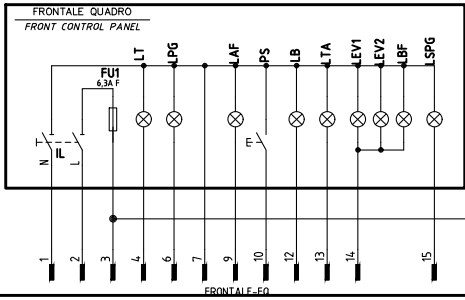 FRONTALE QUADRO
FRONT CONTROL PANEL
LT
LPG
LAF
PS
LB
LTA
LEV1
LEV2
LBF
LSPG
FU1
6,3A F
IL
N
L
E
1
2
3
4
6
7
9
10
12
13
14
15
FRONTALE-EQ